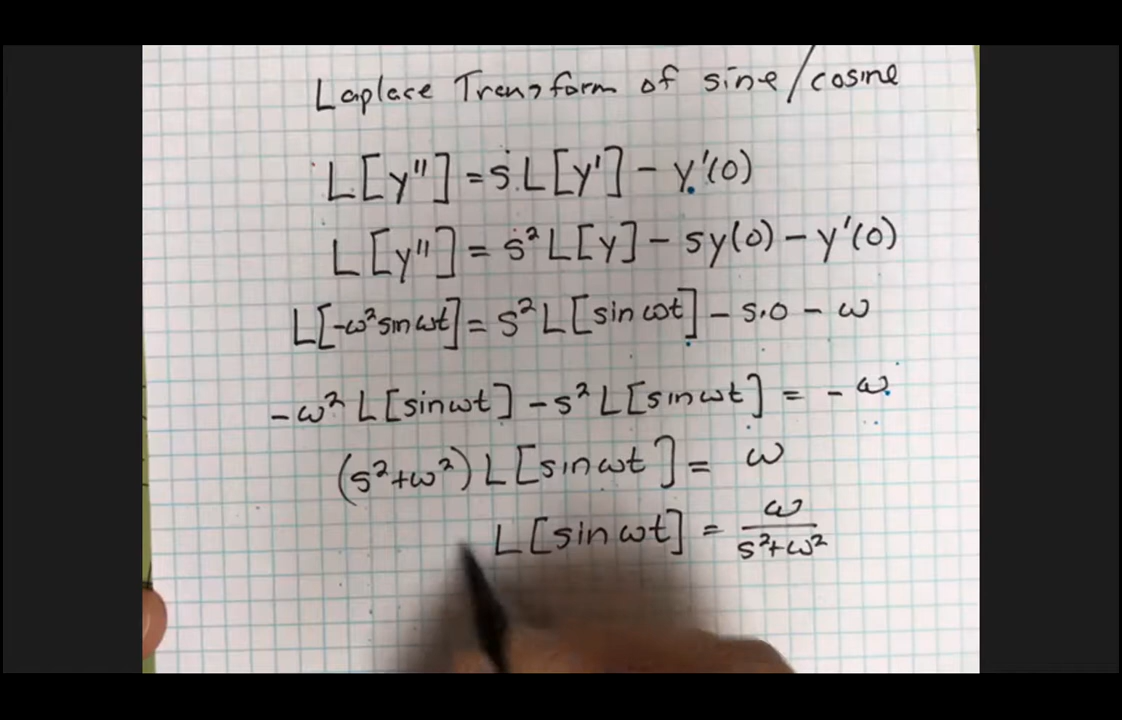 Laplace Transform of sine/cosine
L[y''] = s L[y'] - y'(0)
L[y''] = s² L[y] - sy(0) - y'(0)
L[-ω² sin ωt] = s² L[sin ωt] - s·0 - ω
-ω² L[sin ωt] - s² L[sin ωt] = -ω
(s²+ω²) L[sin ωt] = ω
L[sin ωt] = ω/(s²+ω²)